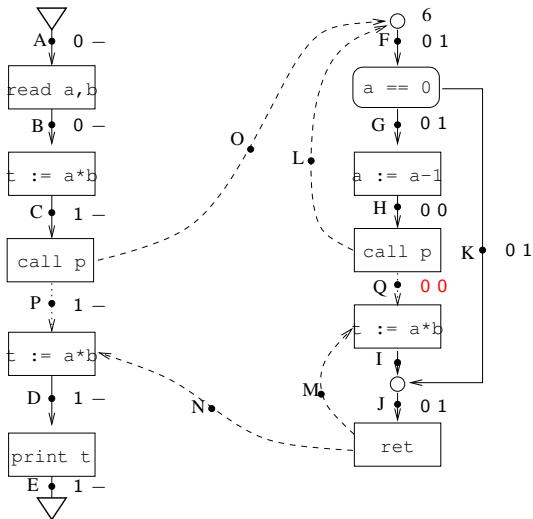 A 0 –
read a,b
B 0 –
t := a*b
C 1 –
call p
P 1 –
t := a*b
D 1 –
print t
E 1 –
O
L
N
M
6
F 0 1
a == 0
G 0 1
a := a-1
H 0 0
call p
K 0 1
Q 0 0
t := a*b
I
J 0 1
ret